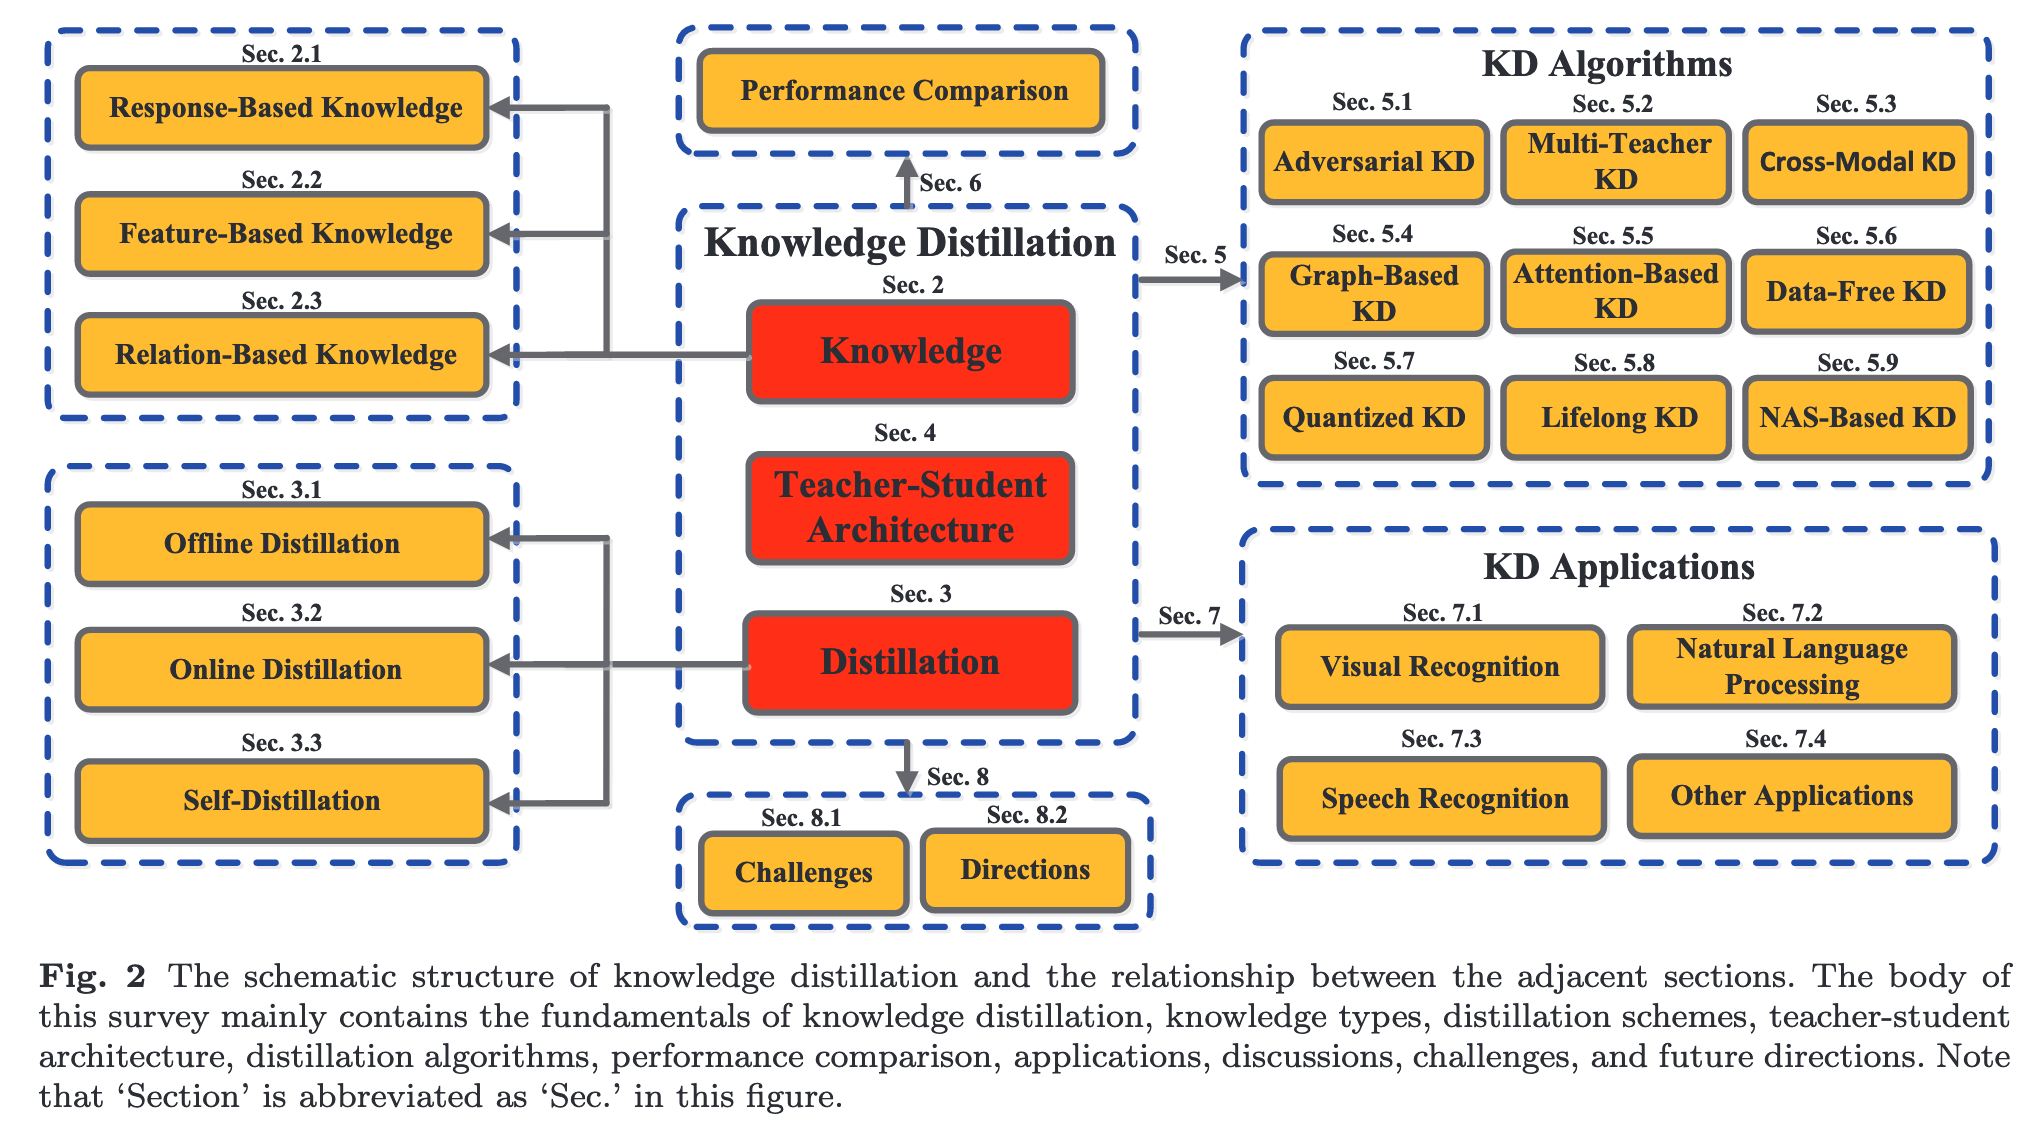 Sec. 2.1
Response-Based Knowledge
Sec. 2.2
Feature-Based Knowledge
Sec. 2.3
Relation-Based Knowledge
Sec. 3.1
Offline Distillation
Sec. 3.2
Online Distillation
Sec. 3.3
Self-Distillation
Performance Comparison
Sec. 6
Knowledge Distillation
Sec. 2
Knowledge
Sec. 4
Teacher-Student
Architecture
Sec. 3
Distillation
Sec. 8
Sec. 8.1
Challenges
Sec. 8.2
Directions
Sec. 5
KD Algorithms
Sec. 5.1
Adversarial KD
Sec. 5.2
Multi-Teacher
KD
Sec. 5.3
Cross-Modal KD
Sec. 5.4
Graph-Based
KD
Sec. 5.5
Attention-Based
KD
Sec. 5.6
Data-Free KD
Sec. 5.7
Quantized KD
Sec. 5.8
Lifelong KD
Sec. 5.9
NAS-Based KD
Sec. 7
KD Applications
Sec. 7.1
Visual Recognition
Sec. 7.2
Natural Language
Processing
Sec. 7.3
Speech Recognition
Sec. 7.4
Other Applications
Fig. 2 The schematic structure of knowledge distillation and the relationship between the adjacent sections. The body of
this survey mainly contains the fundamentals of knowledge distillation, knowledge types, distillation schemes, teacher-student
architecture, distillation algorithms, performance comparison, applications, discussions, challenges, and future directions. Note
that ‘Section’ is abbreviated as ‘Sec.’ in this figure.